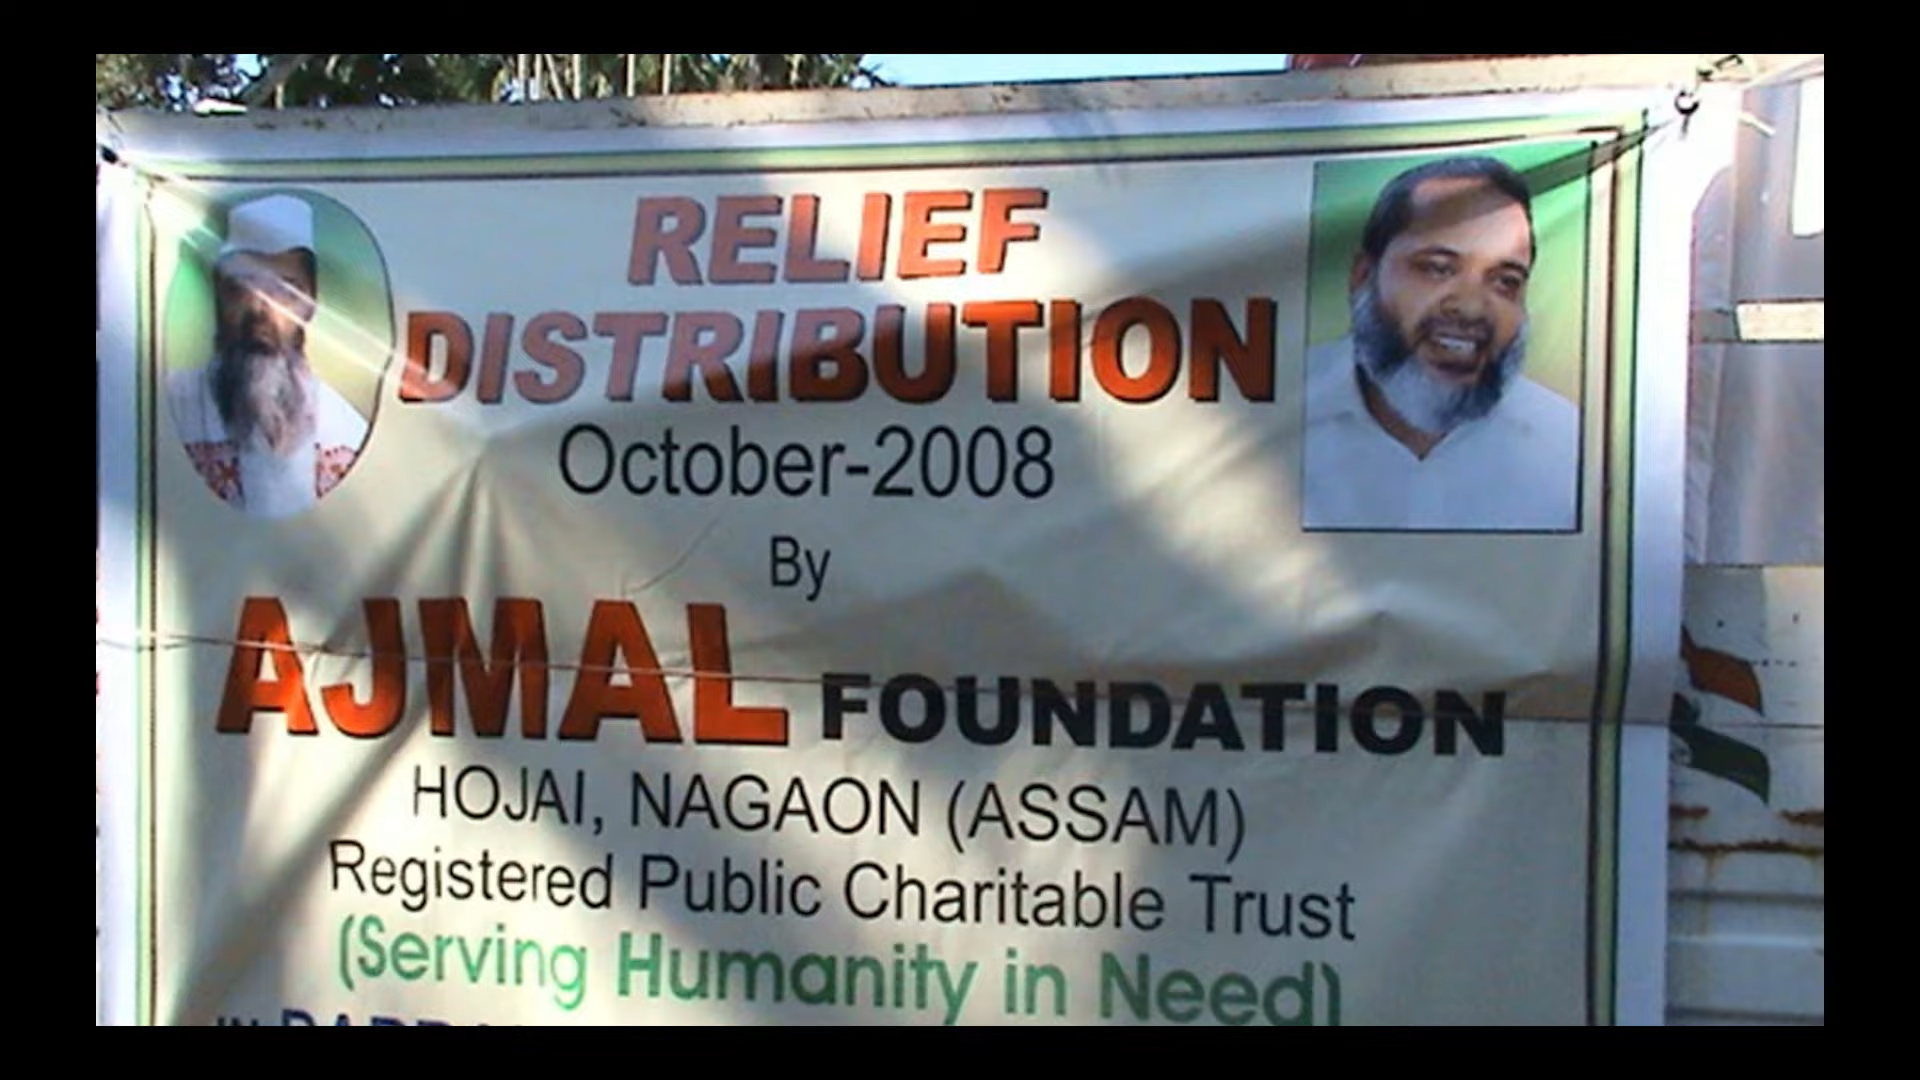 RELIEF
DISTRIBUTION
October-2008
By
AJMAL FOUNDATION
HOJAI, NAGAON (ASSAM)
Registered Public Charitable Trust
(Serving Humanity in Need)